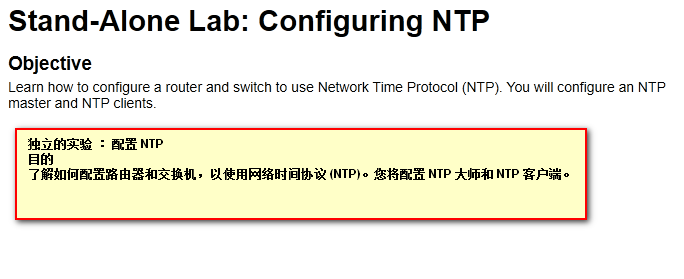 Stand-Alone Lab: Configuring NTP
Objective
Learn how to configure a router and switch to use Network Time Protocol (NTP). You will configure an NTP
master and NTP clients.
独立的实验 ： 配置 NTP
目的
了解如何配置路由器和交换机，以使用网络时间协议 (NTP)。您将配置 NTP 大师和 NTP 客户端。